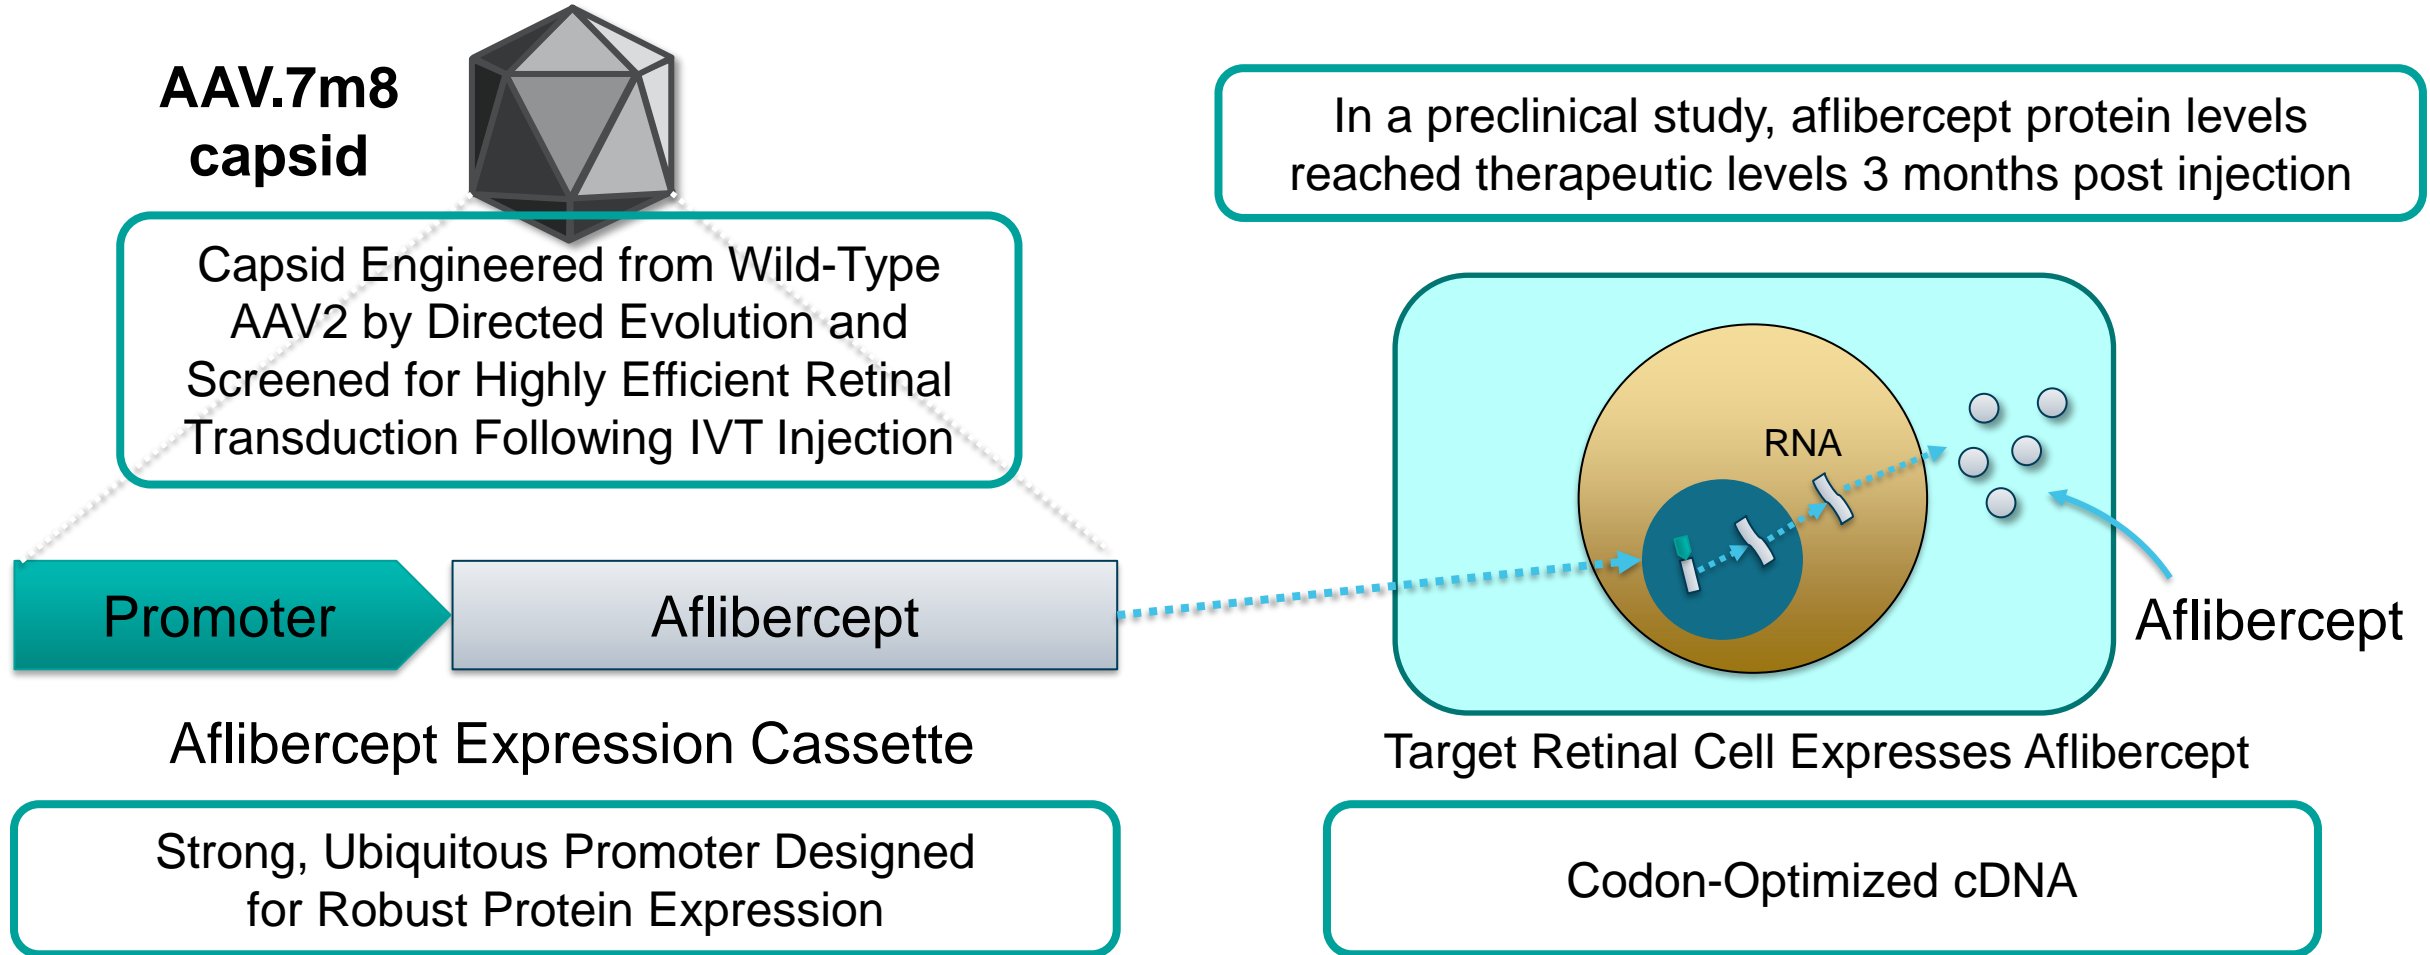 AAV.7m8
capsid
Capsid Engineered from Wild-Type
AAV2 by Directed Evolution and
Screened for Highly Efficient Retinal
Transduction Following IVT Injection
Promoter
Aflibercept
Aflibercept Expression Cassette
Strong, Ubiquitous Promoter Designed
for Robust Protein Expression
In a preclinical study, aflibercept protein levels
reached therapeutic levels 3 months post injection
RNA
Aflibercept
Target Retinal Cell Expresses Aflibercept
Codon-Optimized cDNA